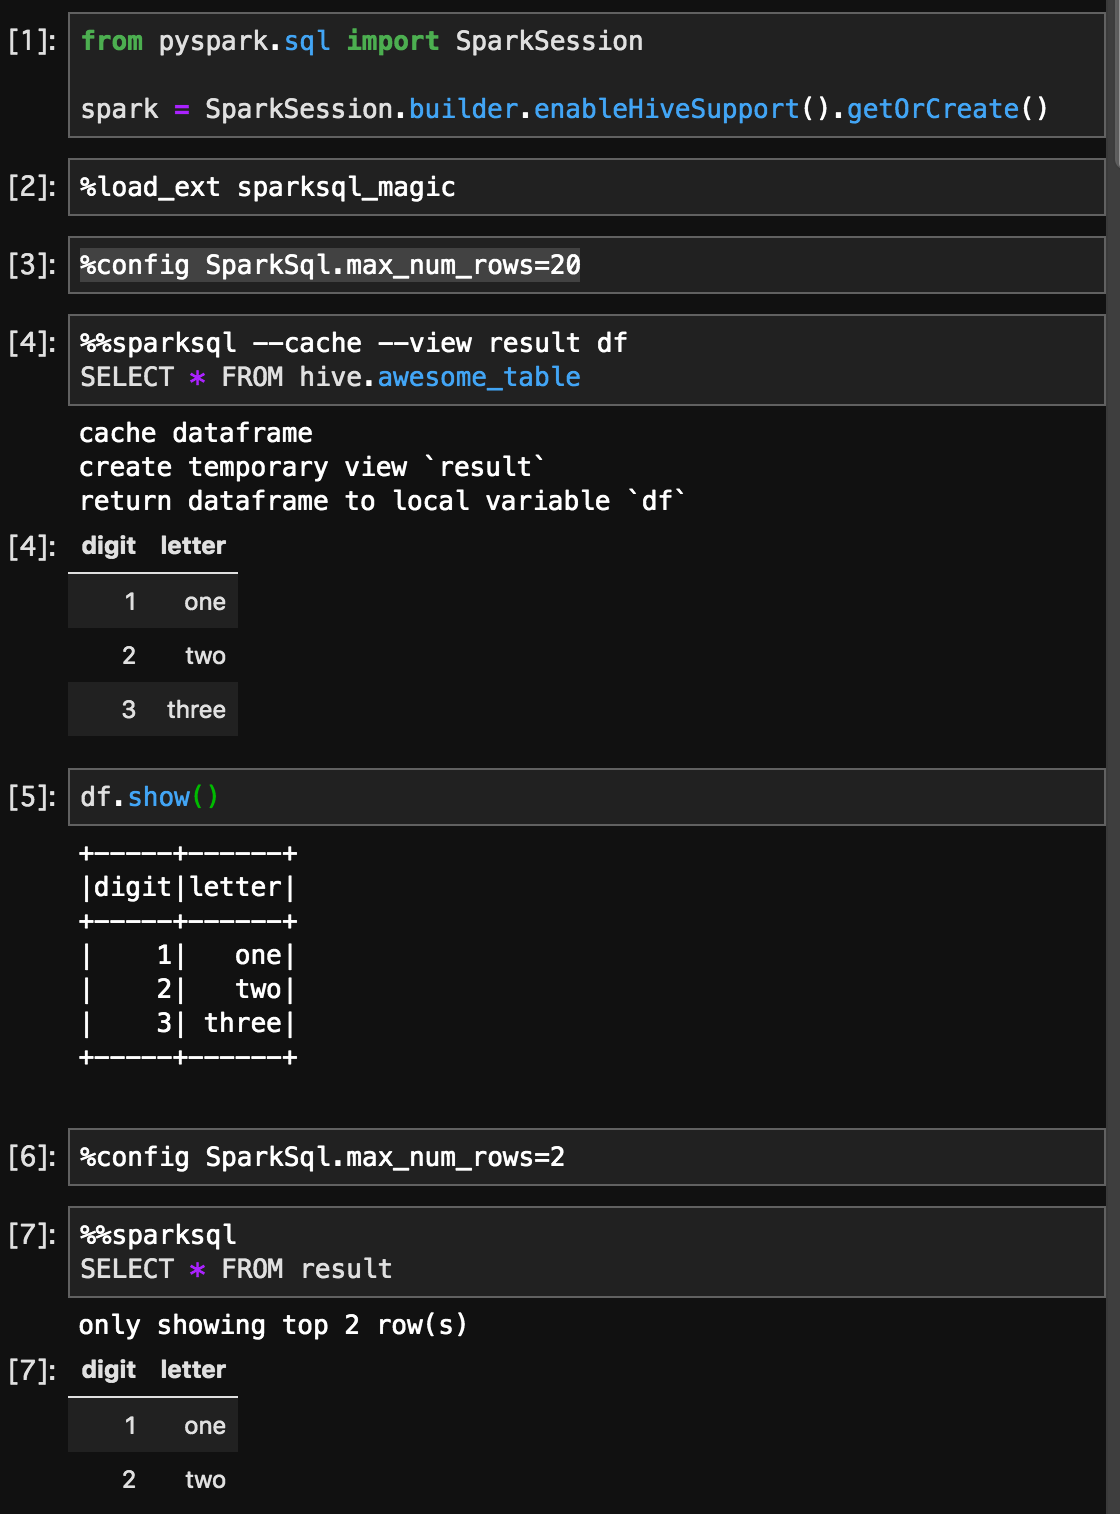 [1]: from pyspark.sql import SparkSession
spark = SparkSession.builder.enableHiveSupport().getOrCreate()
[2]: %load_ext sparksql_magic
[3]: %config SparkSql.max_num_rows=20
[4]: %%sparksql --cache --view result df
SELECT * FROM hive.awesome_table
cache dataframe
create temporary view `result`
return dataframe to local variable `df`
[4]: digit letter
1 one
2 two
3 three
[5]: df.show()
+-----+------+
|digit|letter|
+-----+------+
|    1|   one|
|    2|   two|
|    3| three|
+-----+------+
[6]: %config SparkSql.max_num_rows=2
[7]: %%sparksql
SELECT * FROM result
only showing top 2 row(s)
[7]: digit letter
1 one
2 two